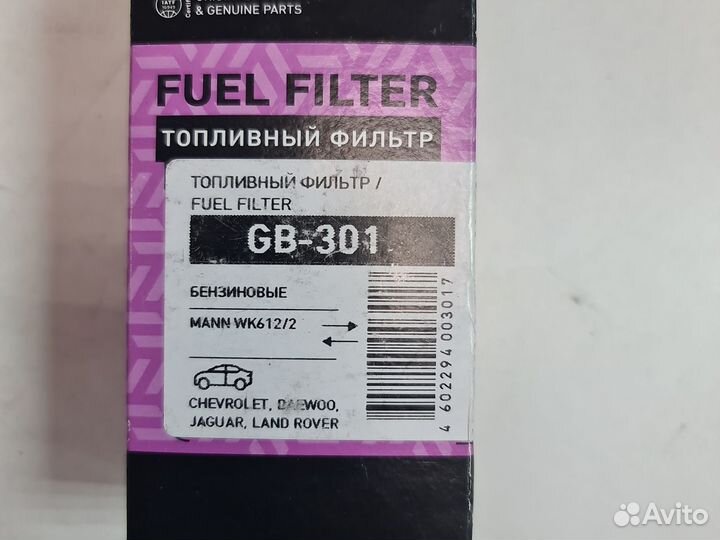 & GENUINE PARTS
FUEL FILTER
ТОПЛИВНЫЙ ФИЛЬТР
ТОПЛИВНЫЙ ФИЛЬТР /
FUEL FILTER
GB-301
БЕНЗИНОВЫЕ
MANN WK612/2
CHEVROLET, DAEWOO,
JAGUAR, LAND ROVER
4 602294 003017
Avito